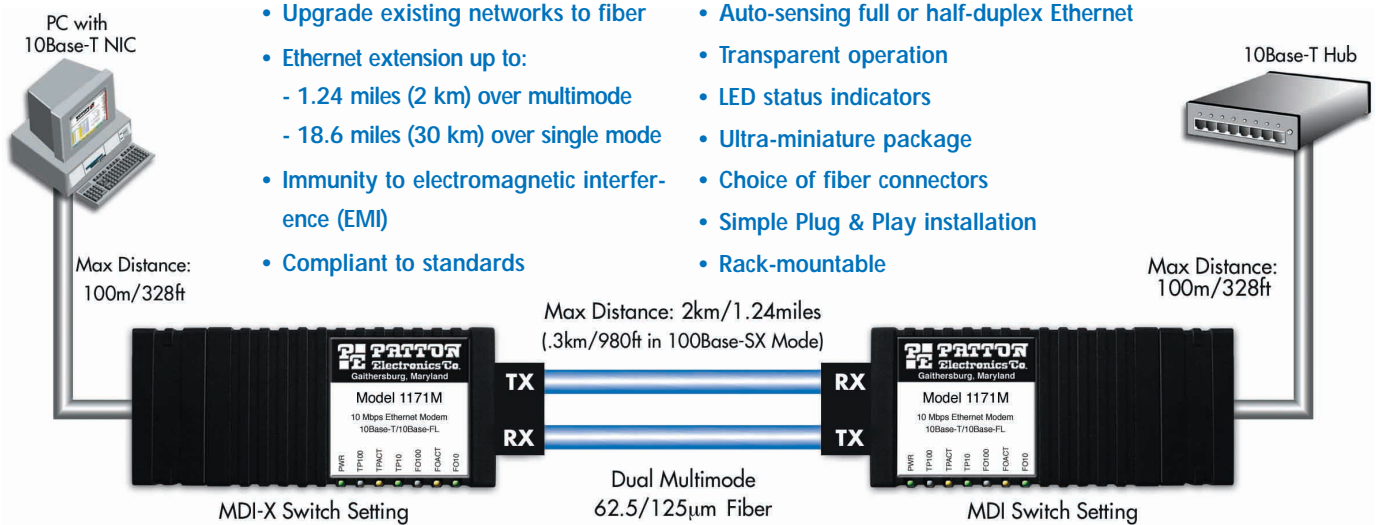 • Upgrade existing networks to fiber
• Ethernet extension up to:
- 1.24 miles (2 km) over multimode
- 18.6 miles (30 km) over single mode
• Immunity to electromagnetic interfer-
ence (EMI)
• Compliant to standards
• Auto-sensing full or half-duplex Ethernet
• Transparent operation
• LED status indicators
• Ultra-miniature package
• Choice of fiber connectors
• Simple Plug & Play installation
• Rack-mountable
PC with
10Base-T NIC
10Base-T Hub
Max Distance:
100m/328ft
Max Distance:
100m/328ft
Max Distance: 2km/1.24miles
(.3km/980ft in 100Base-SX Mode)
PATTON
Electronics Co.
Gaithersburg, Maryland
Model 1171M
10 Mbps Ethernet Modem
10Base-T/10Base-FL
PWR
TP100
TPACT
TP10
FO100
FOACT
FO10
TX
RX
RX
TX
PATTON
Electronics Co.
Gaithersburg, Maryland
Model 1171M
10 Mbps Ethernet Modem
10Base-T/10Base-FL
PWR
TP100
TPACT
TP10
FO100
FOACT
FO10
Dual Multimode
62.5/125µm Fiber
MDI-X Switch Setting
MDI Switch Setting